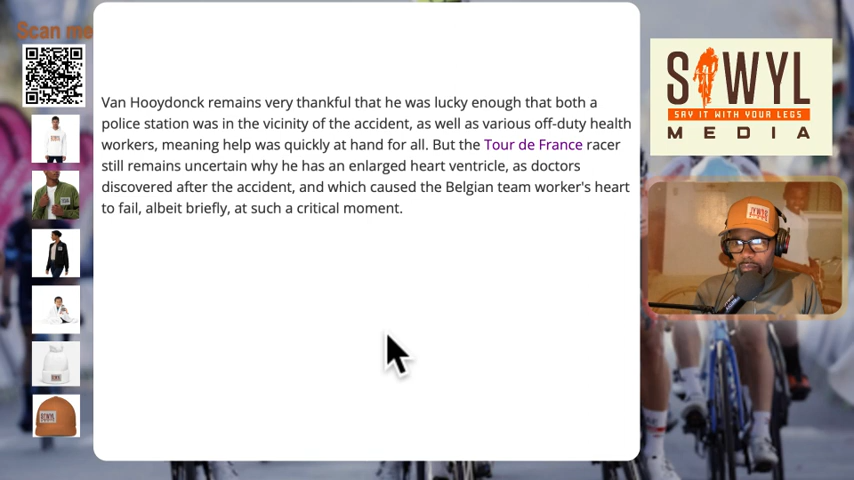 Scan me
Van Hooydonck remains very thankful that he was lucky enough that both a
police station was in the vicinity of the accident, as well as various off-duty health
workers, meaning help was quickly at hand for all. But the Tour de France racer
still remains uncertain why he has an enlarged heart ventricle, as doctors
discovered after the accident, and which caused the Belgian team worker's heart
to fail, albeit briefly, at such a critical moment.
S WYL
SAY IT WITH YOUR LEGS
MEDIA